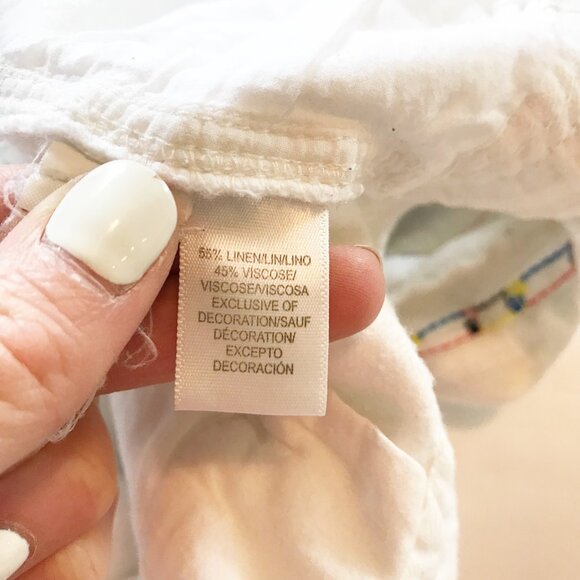 55% LINEN/LIN/LINO
45% VISCOSE/
VISCOSE/VISCOSA
EXCLUSIVE OF
DECORATION/SAUF
DÉCORATION/
EXCEPTO
DECORACIÓN